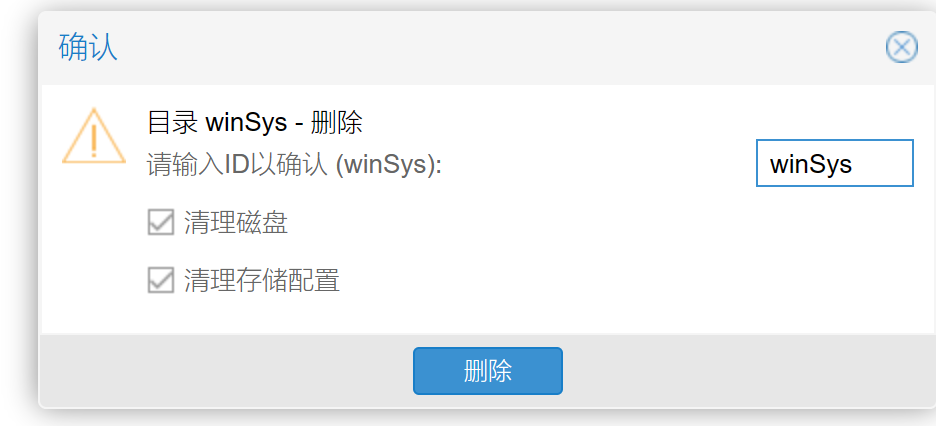 确认
目录 winSys - 删除
请输入ID以确认 (winSys):
winSys
清理磁盘
清理存储配置
删除